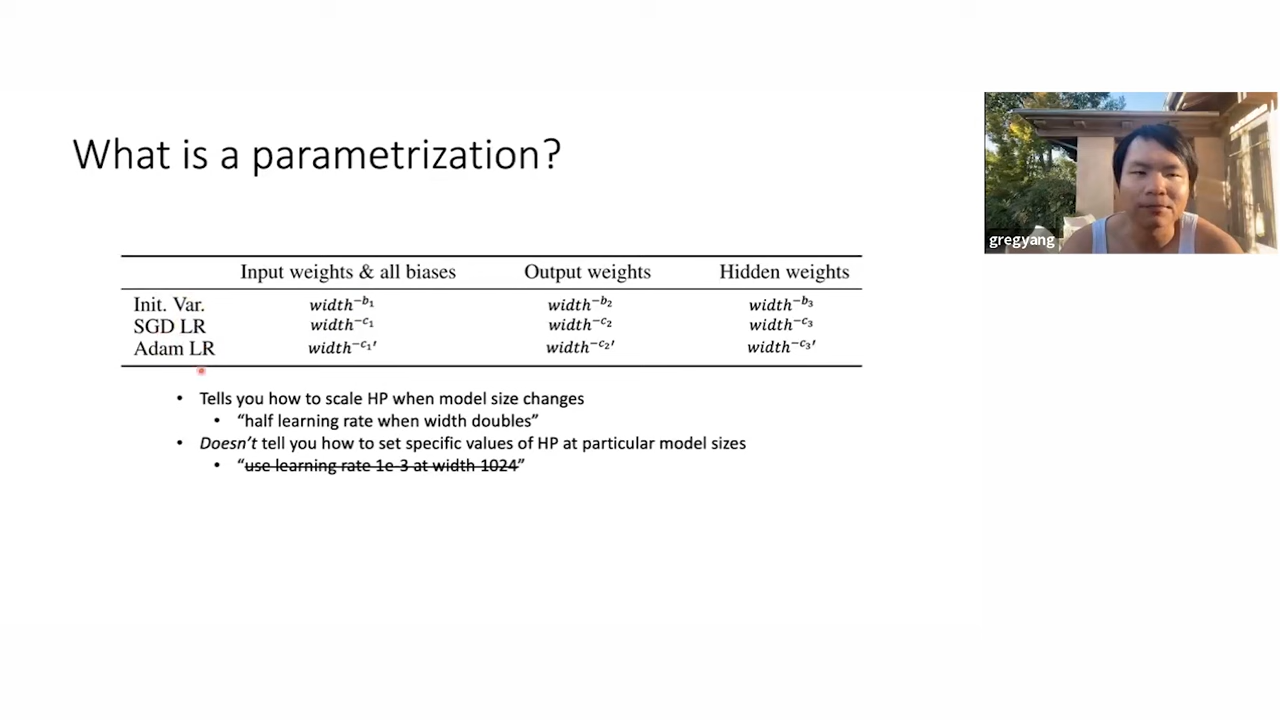 What is a parametrization?
gregyang
Input weights & all biases Output weights Hidden weights
Init. Var. width⁻ᵇ₁ width⁻ᵇ₂ width⁻ᵇ₃
SGD LR width⁻ᶜ₁ width⁻ᶜ₂ width⁻ᶜ₃
Adam LR width⁻ᶜ₁′ width⁻ᶜ₂′ width⁻ᶜ₃′
• Tells you how to scale HP when model size changes
• “half learning rate when width doubles”
• Doesn’t tell you how to set specific values of HP at particular model sizes
• “use learning rate 1e-3 at width 1024”